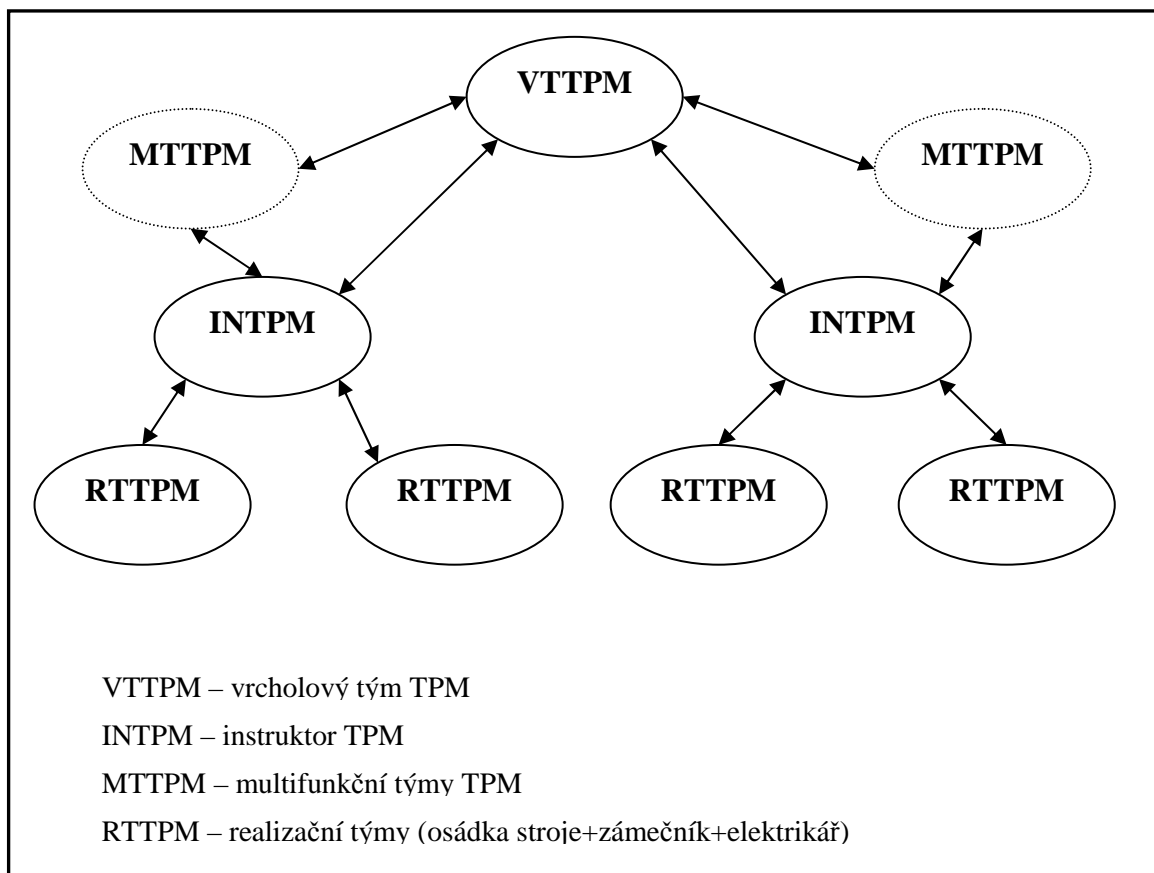 VTTPM
MTTPM
MTTPM
INTPM
INTPM
RTTPM
RTTPM
RTTPM
RTTPM
VTTPM – vrcholový tým TPM
INTPM – instruktor TPM
MTTPM – multifunkční týmy TPM
RTTPM – realizační týmy (osádka stroje+zámečník+elektrikář)